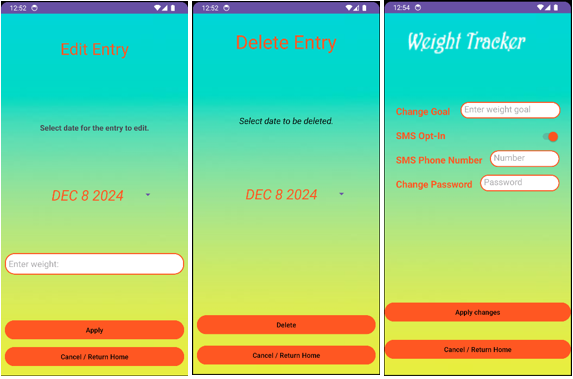 12:52
Edit Entry
Select date for the entry to edit.
DEC 8 2024
Enter weight:
Apply
Cancel / Return Home
12:52
Delete Entry
Select date to be deleted.
DEC 8 2024
Delete
Cancel / Return Home
12:54
Weight Tracker
Change Goal Enter weight goal
SMS Opt-In
SMS Phone Number Number
Change Password Password
Apply changes
Cancel / Return Home